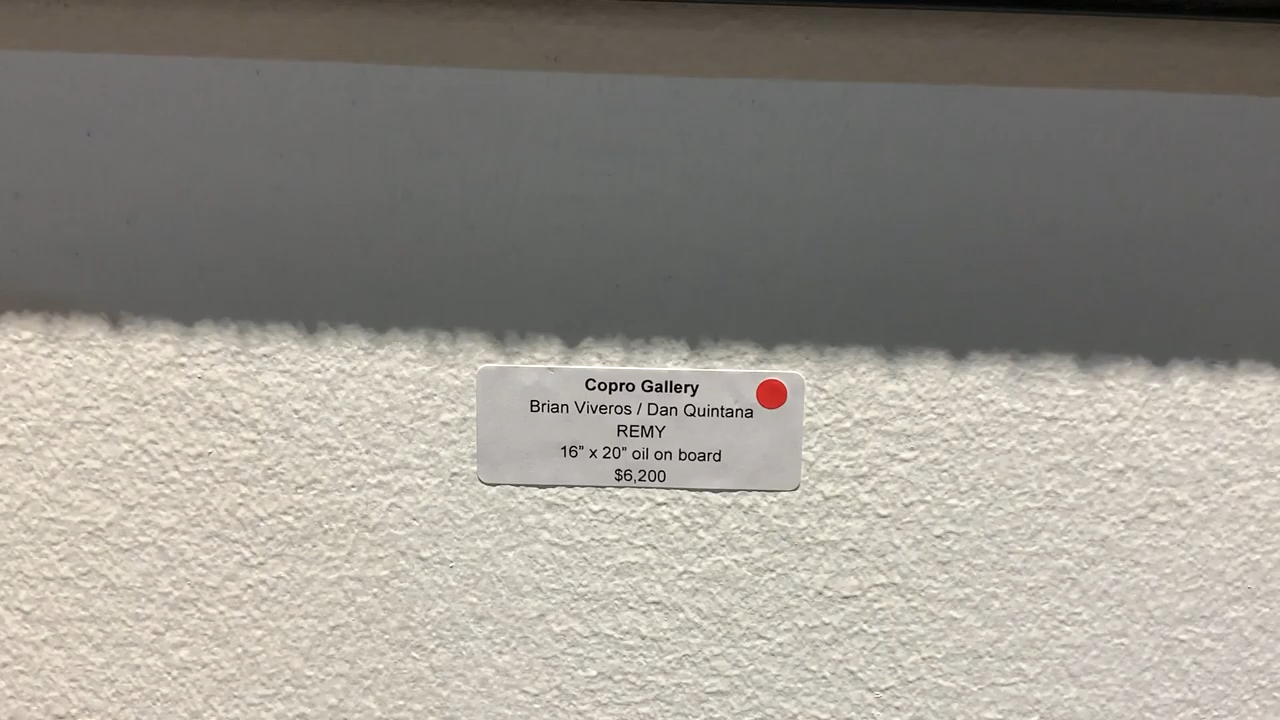 Copro Gallery
Brian Viveros / Dan Quintana
REMY
16” x 20” oil on board
$6,200